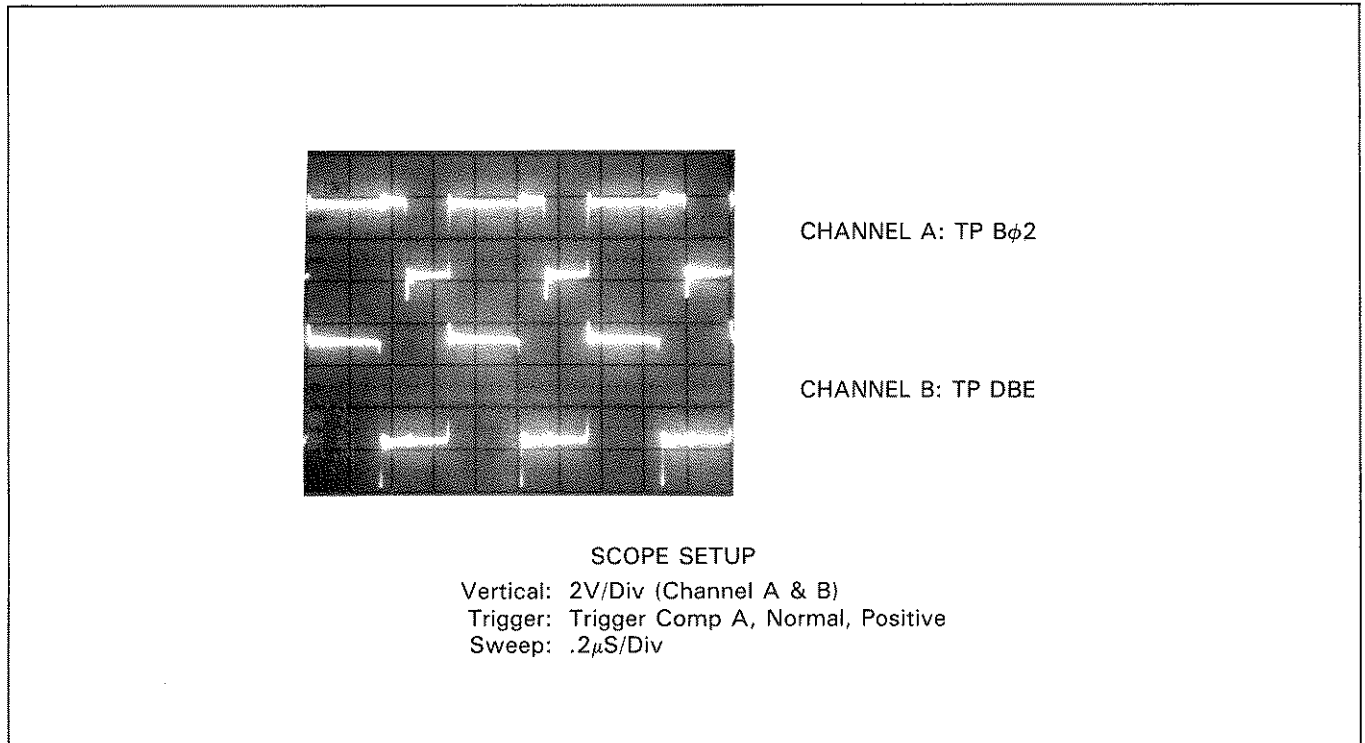 CHANNEL A: TP Bφ2
CHANNEL B: TP DBE
SCOPE SETUP
Vertical: 2V/Div (Channel A & B)
Trigger: Trigger Comp A, Normal, Positive
Sweep: .2μS/Div